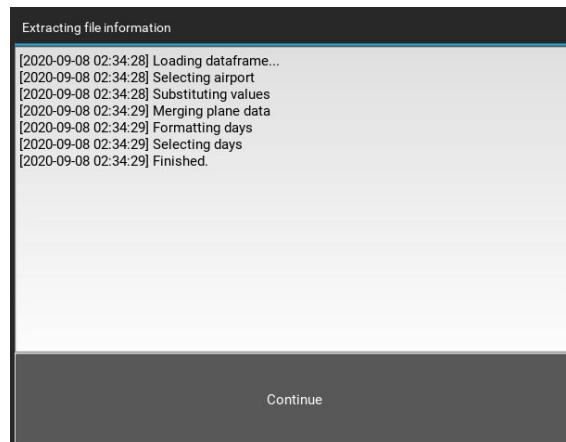 Extracting file information
[2020-09-08 02:34:28] Loading dataframe...
[2020-09-08 02:34:28] Selecting airport
[2020-09-08 02:34:28] Substituting values
[2020-09-08 02:34:29] Merging plane data
[2020-09-08 02:34:29] Formatting days
[2020-09-08 02:34:29] Selecting days
[2020-09-08 02:34:29] Finished.
Continue